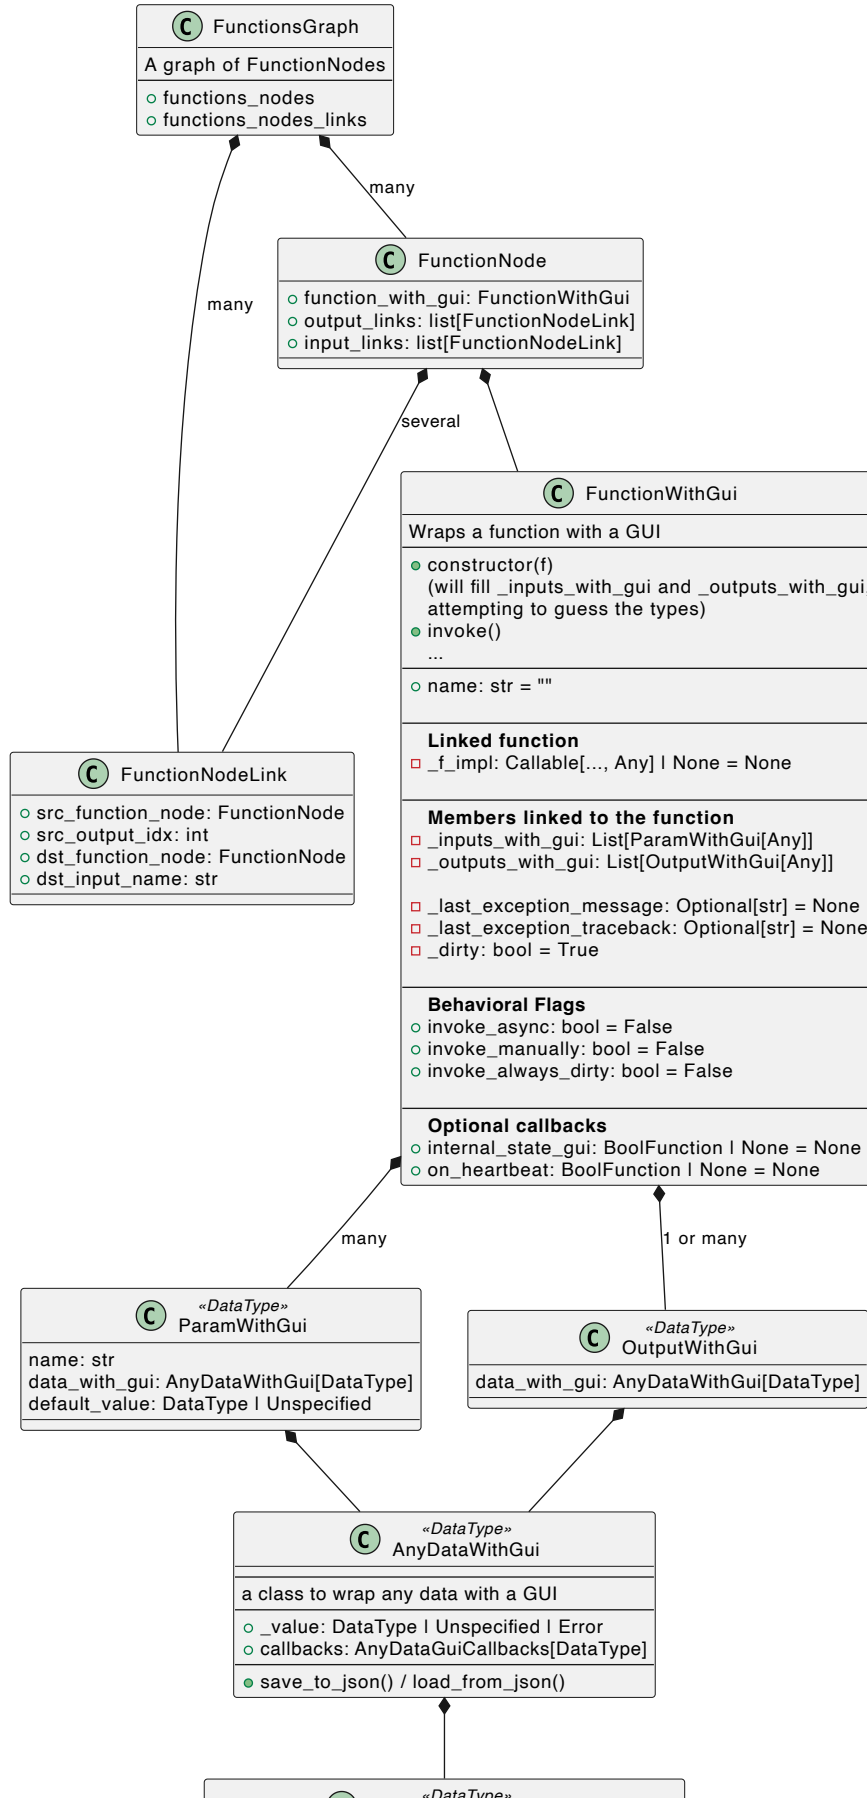 C FunctionsGraph
A graph of FunctionNodes
functions_nodes
functions_nodes_links
many
C FunctionNode
function_with_gui: FunctionWithGui
output_links: list[FunctionNodeLink]
input_links: list[FunctionNodeLink]
many
several
C FunctionWithGui
Wraps a function with a GUI
constructor(f)
(will fill _inputs_with_gui and _outputs_with_gui,
attempting to guess the types)
invoke()
...
name: str = ""
Linked function
_f_impl: Callable[..., Any] | None = None
Members linked to the function
_inputs_with_gui: List[ParamWithGui[Any]]
_outputs_with_gui: List[OutputWithGui[Any]]
_last_exception_message: Optional[str] = None
_last_exception_traceback: Optional[str] = None
_dirty: bool = True
Behavioral Flags
invoke_async: bool = False
invoke_manually: bool = False
invoke_always_dirty: bool = False
Optional callbacks
internal_state_gui: BoolFunction | None = None
on_heartbeat: BoolFunction | None = None
C FunctionNodeLink
src_function_node: FunctionNode
src_output_idx: int
dst_function_node: FunctionNode
dst_input_name: str
many
1 or many
«DataType»
C ParamWithGui
name: str
data_with_gui: AnyDataWithGui[DataType]
default_value: DataType | Unspecified
«DataType»
C OutputWithGui
data_with_gui: AnyDataWithGui[DataType]
«DataType»
C AnyDataWithGui
a class to wrap any data with a GUI
_value: DataType | Unspecified | Error
callbacks: AnyDataGuiCallbacks[DataType]
save_to_json() / load_from_json()
«DataType»